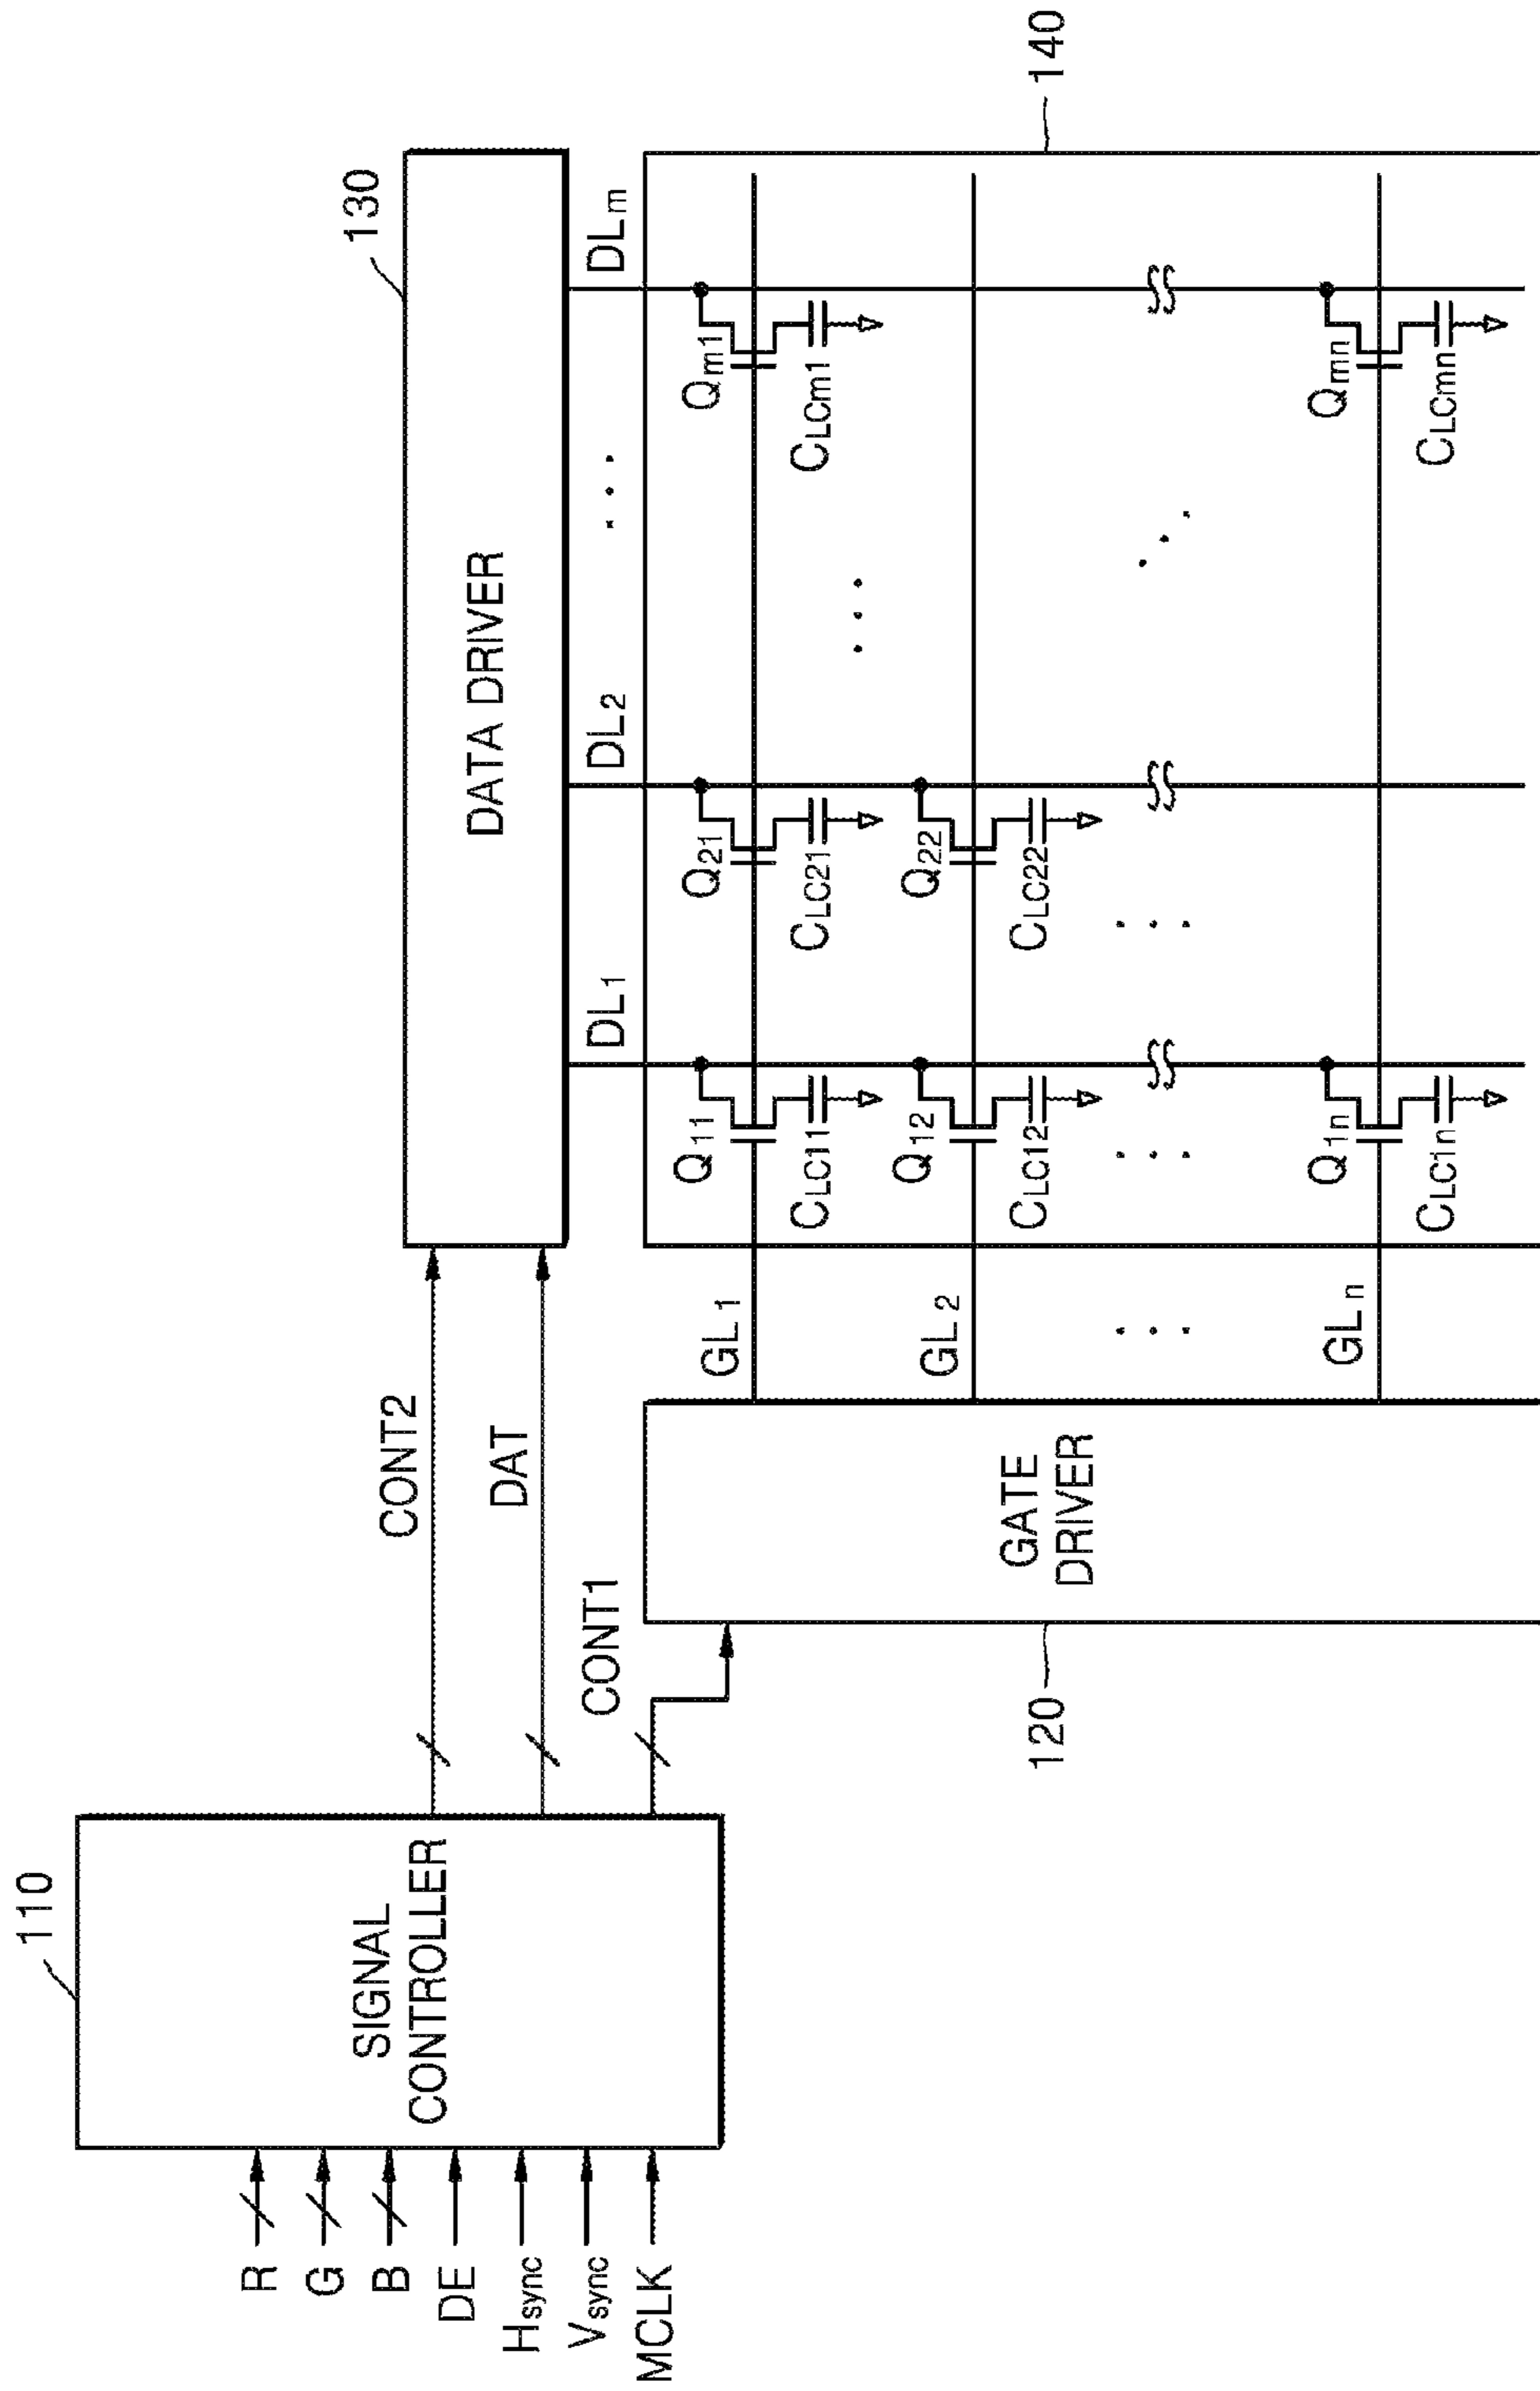 110
SIGNAL
CONTROLLER
R
G
B
DE
Hsync
Vsync
MCLK
CONT2
DAT
CONT1
130
DATA DRIVER
120
GATE
DRIVER
140
DL1
DL2
...
DLm
GL1
GL2
...
GLn
Q11
CLC11
Q21
CLC21
...
Qm1
CLCm1
Q12
CLC12
Q22
CLC22
...
...
...
Q1n
CLC1n
Qmn
CLCmn